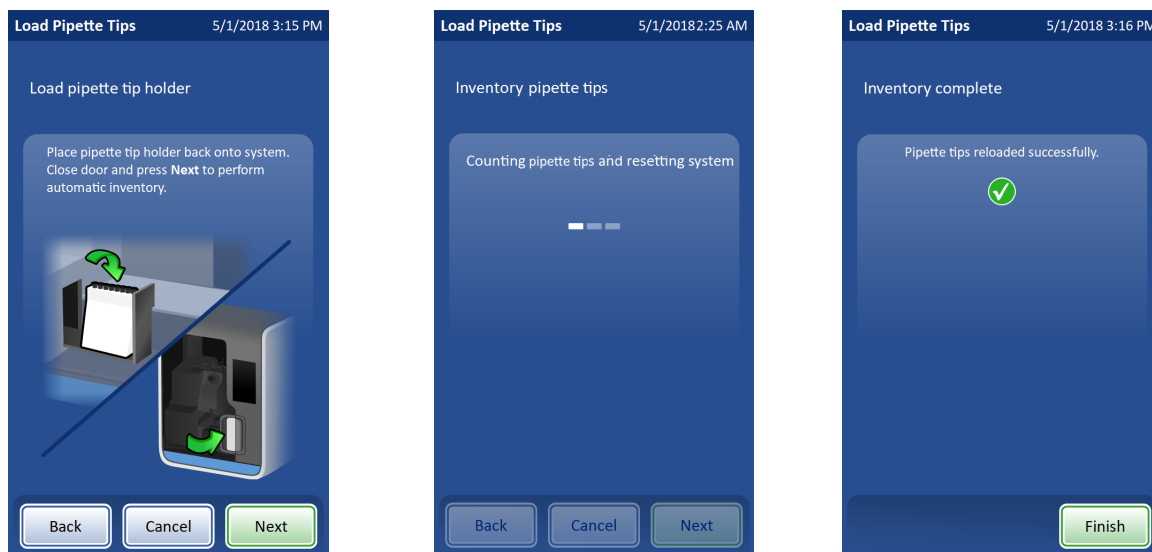 Load Pipette Tips 5/1/2018 3:15 PM
Load pipette tip holder
Place pipette tip holder back onto system.
Close door and press Next to perform
automatic inventory.
Back Cancel Next
Load Pipette Tips 5/1/20182:25 AM
Inventory pipette tips
Counting pipette tips and resetting system
Back Cancel Next
Load Pipette Tips 5/1/2018 3:16 PM
Inventory complete
Pipette tips reloaded successfully.
Finish